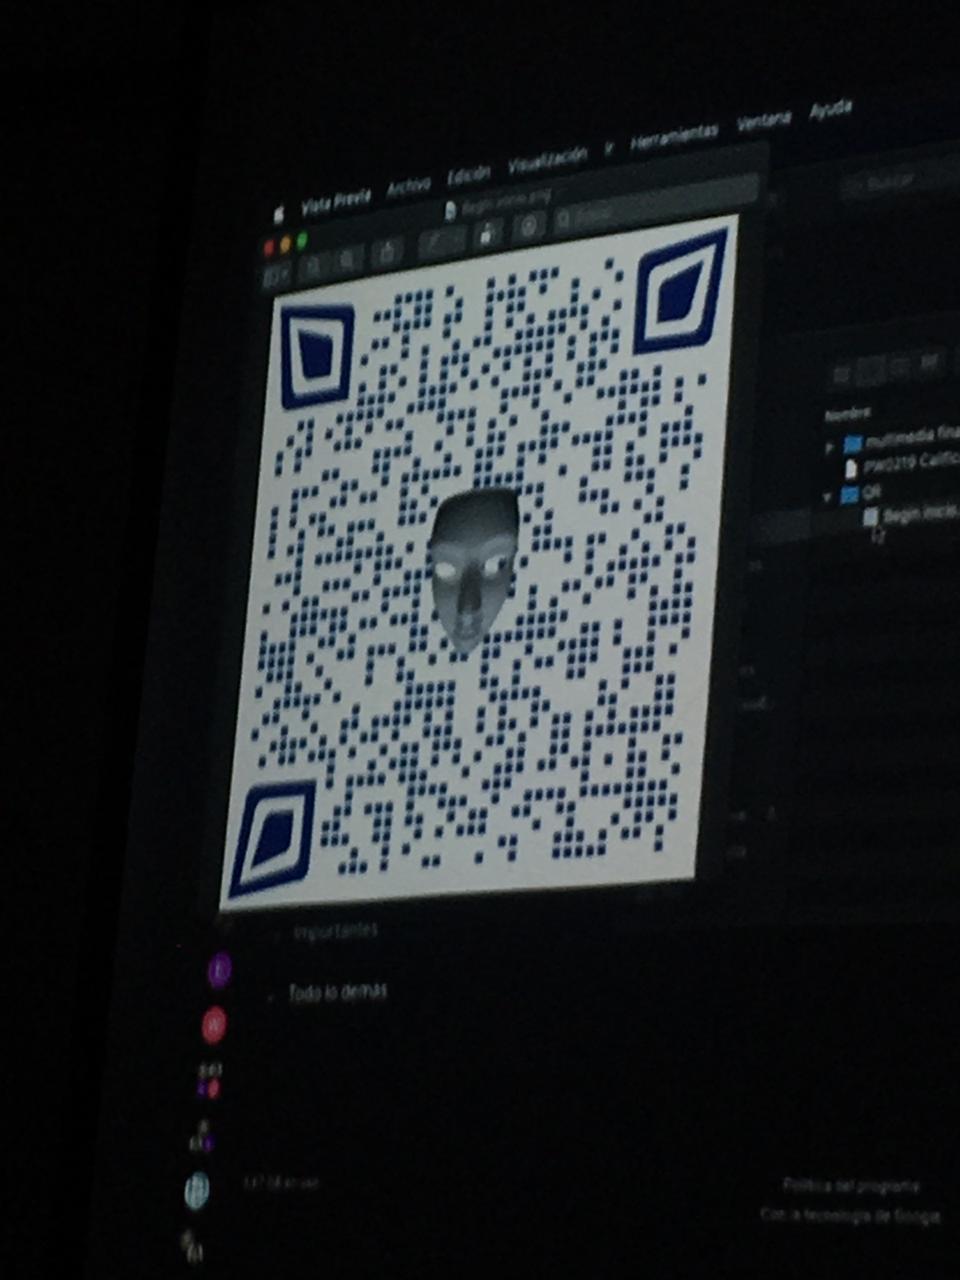 Vista Previa Archivo Edición Visualización Ir Herramientas Ventana Ayuda
Begin inicio.png
Buscar
Nombre
multimedia fina
PW0219 Calific
QR
Begin inicio.
Importantes
Todo lo demás
Política del programa
Con la tecnología de Google